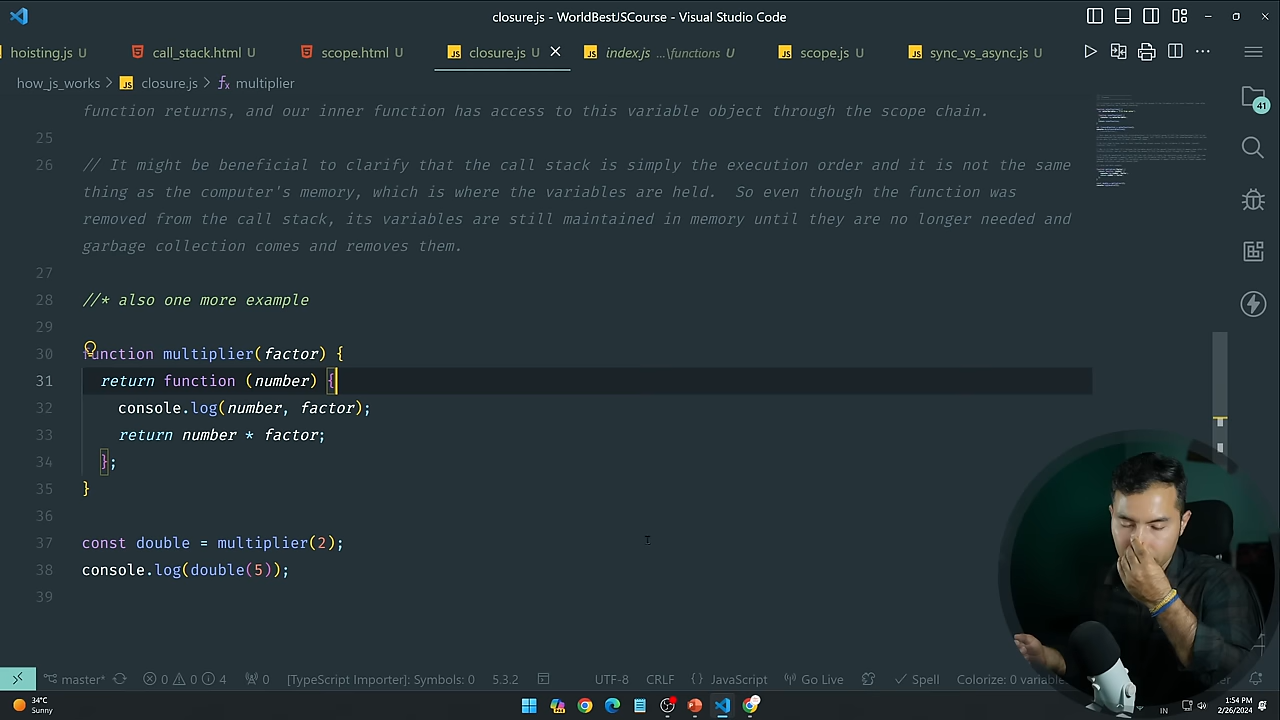 closure.js - WorldBestJSCourse - Visual Studio Code
hoisting.js U
call_stack.html U
scope.html U
closure.js U
index.js ...\functions U
scope.js U
sync_vs_async.js U
how_js_works > closure.js > multiplier
function returns, and our inner function has access to this variable object through the scope chain.
25
26 // It might be beneficial to clarify that the call stack is simply the execution order and it is not the same
thing as the computer's memory, which is where the variables are held. So even though the function was
removed from the call stack, its variables are still maintained in memory until they are no longer needed and
garbage collection comes and removes them.
27
28 //* also one more example
29
30 function multiplier(factor) {
31 return function (number) {
32 console.log(number, factor);
33 return number * factor;
34 };
35 }
36
37 const double = multiplier(2);
38 console.log(double(5));
39
41
master* 0 0 4 0 [TypeScript Importer]: Symbols: 0 5.3.2 UTF-8 CRLF {} JavaScript Go Live Spell Colorize: 0 variable
34°C
Sunny
IN
1:54 PM
2/26/2024